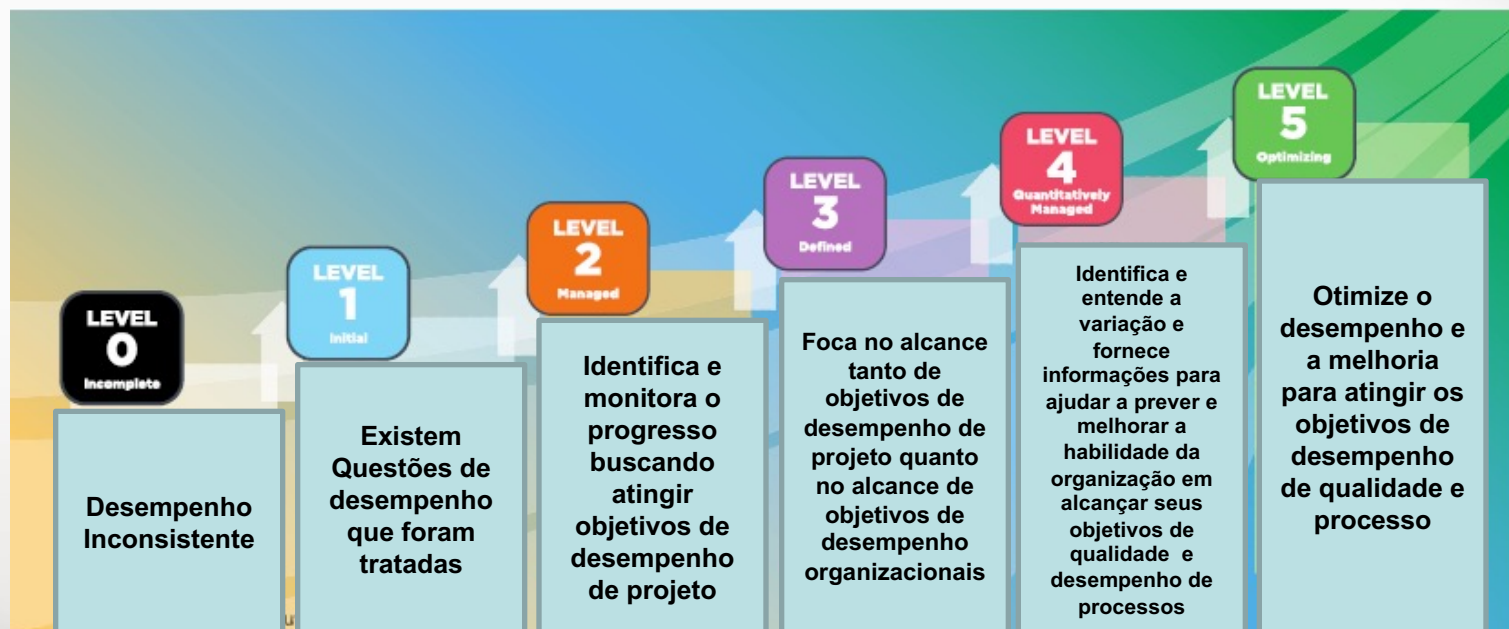 LEVEL
0
Incomplete
Desempenho
Inconsistente
LEVEL
1
Initial
Existem
Questões de
desempenho
que foram
tratadas
LEVEL
2
Managed
Identifica e
monitora o
progresso
buscando
atingir
objetivos de
desempenho
de projeto
LEVEL
3
Defined
Foca no alcance
tanto de
objetivos de
desempenho de
projeto quanto
no alcance de
objetivos de
desempenho
organizacionais
LEVEL
4
Quantitatively
Managed
Identifica e
entende a
variação e
fornece
informações para
ajudar a prever e
melhorar a
habilidade da
organização em
alcançar seus
objetivos de
qualidade e
desempenho de
processos
LEVEL
5
Optimizing
Otimize o
desempenho e
a melhoria
para atingir os
objetivos de
desempenho
de qualidade e
processo